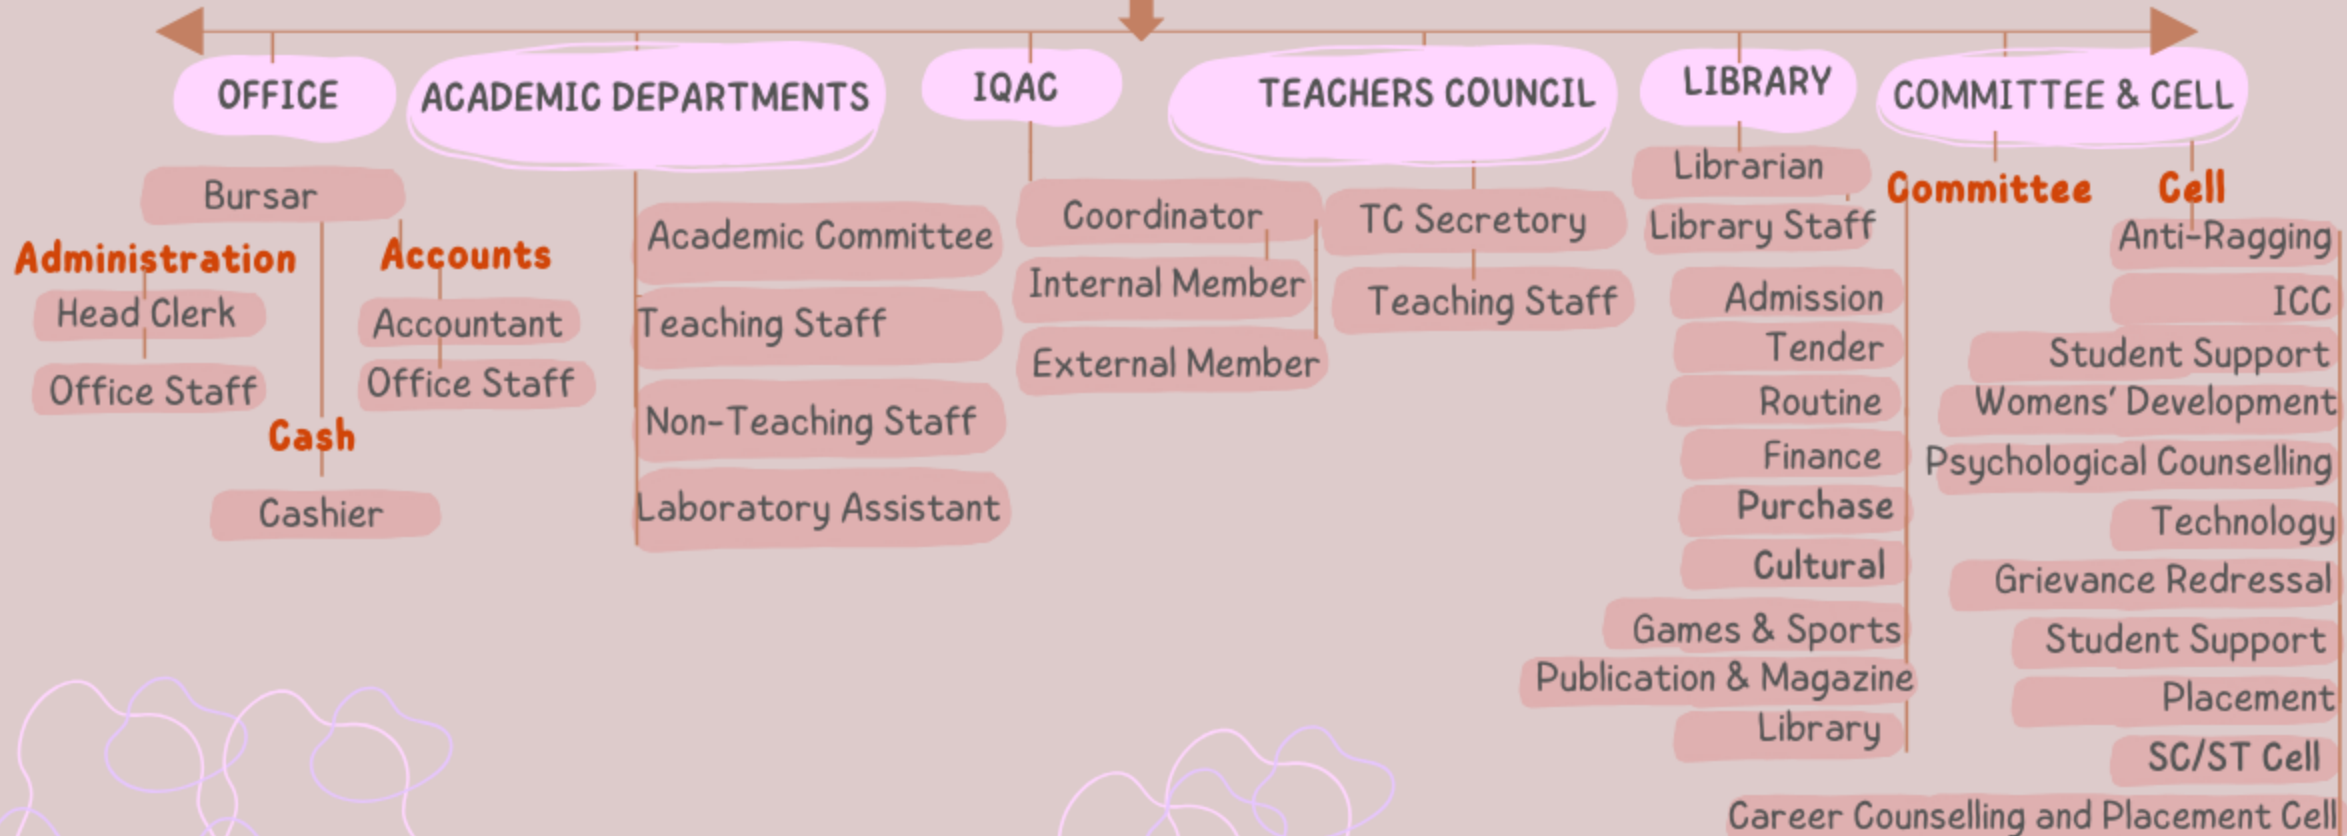 OFFICE
ACADEMIC DEPARTMENTS
IQAC
TEACHERS COUNCIL
LIBRARY
COMMITTEE & CELL
Bursar
Administration
Head Clerk
Office Staff
Accounts
Accountant
Office Staff
Cash
Cashier
Academic Committee
Teaching Staff
Non-Teaching Staff
Laboratory Assistant
Coordinator
Internal Member
External Member
TC Secretory
Teaching Staff
Librarian
Library Staff
Committee
Admission
Tender
Routine
Finance
Purchase
Cultural
Games & Sports
Publication & Magazine
Library
Cell
Anti-Ragging
ICC
Student Support
Womens' Development
Psychological Counselling
Technology
Grievance Redressal
Student Support
Placement
SC/ST Cell
Career Counselling and Placement Cell